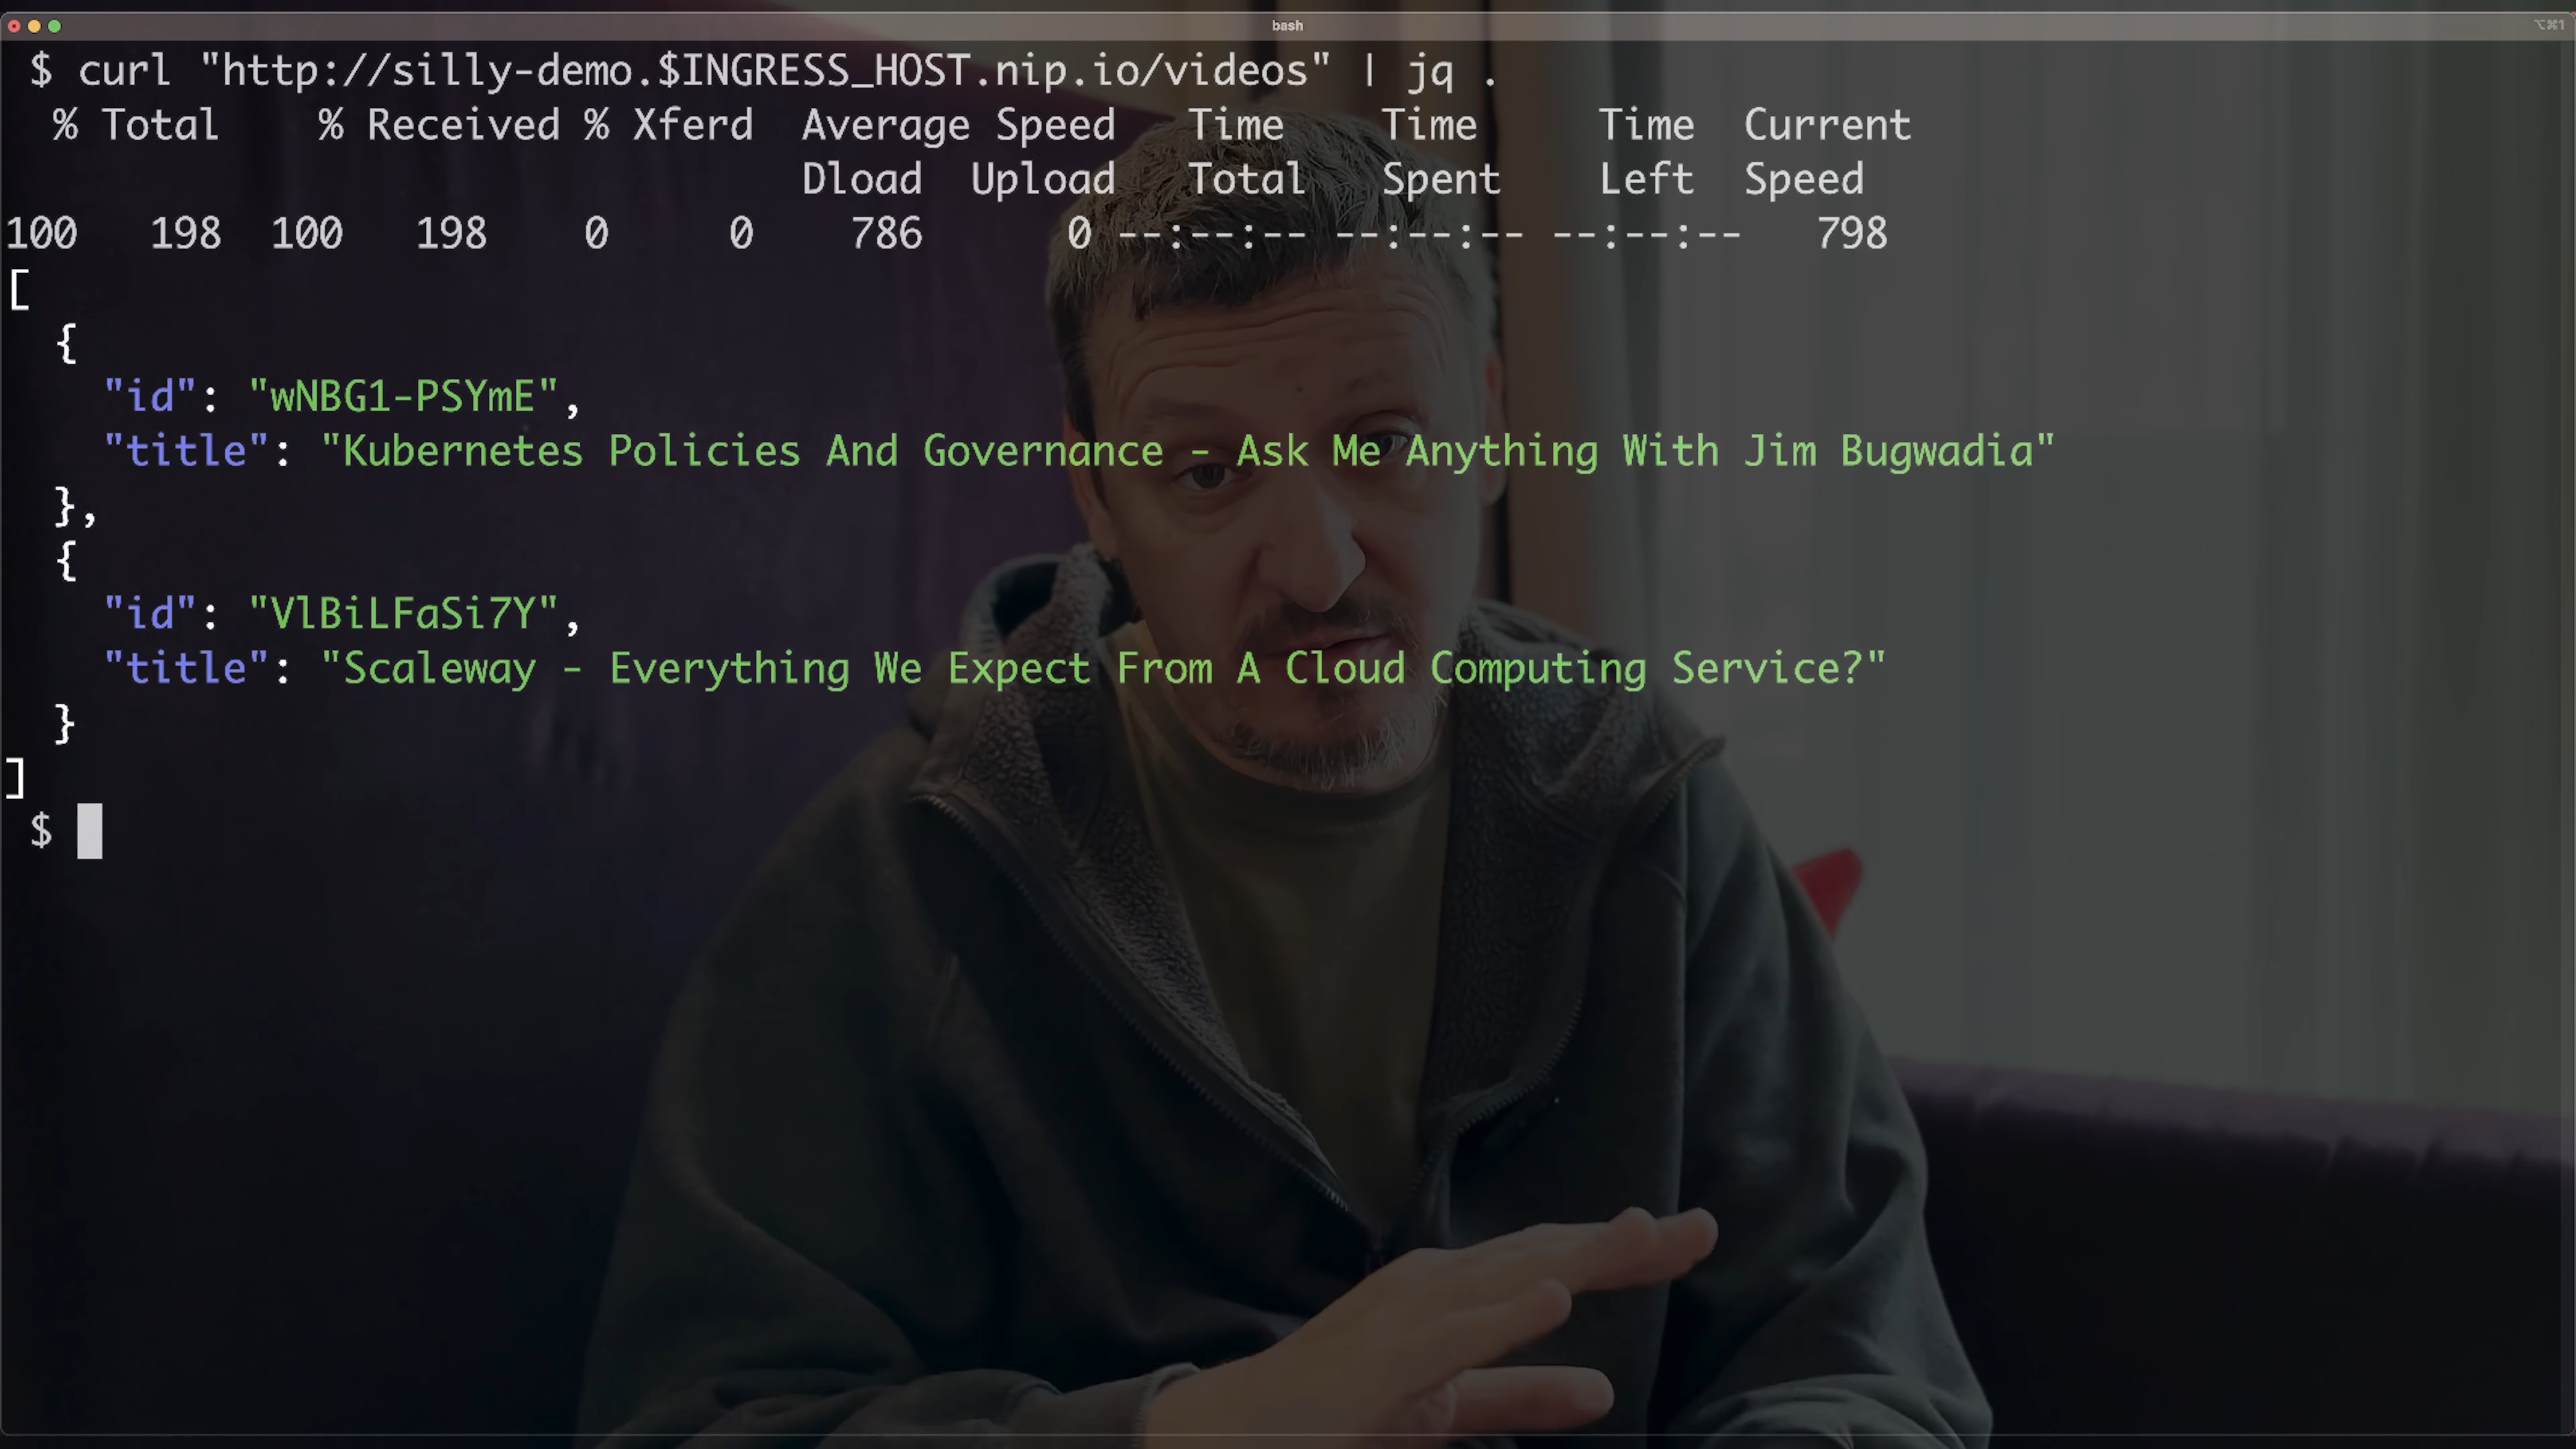 bash
⌥⌘1
$ curl "http://silly-demo.$INGRESS_HOST.nip.io/videos" | jq .
% Total % Received % Xferd Average Speed Time Time Time Current
Dload Upload Total Spent Left Speed
100 198 100 198 0 0 786 0 --:--:-- --:--:-- --:--:-- 798
[
{
"id": "wNBG1-PSYmE",
"title": "Kubernetes Policies And Governance - Ask Me Anything With Jim Bugwadia"
},
{
"id": "VlBiLFaSi7Y",
"title": "Scaleway - Everything We Expect From A Cloud Computing Service?"
}
]
$